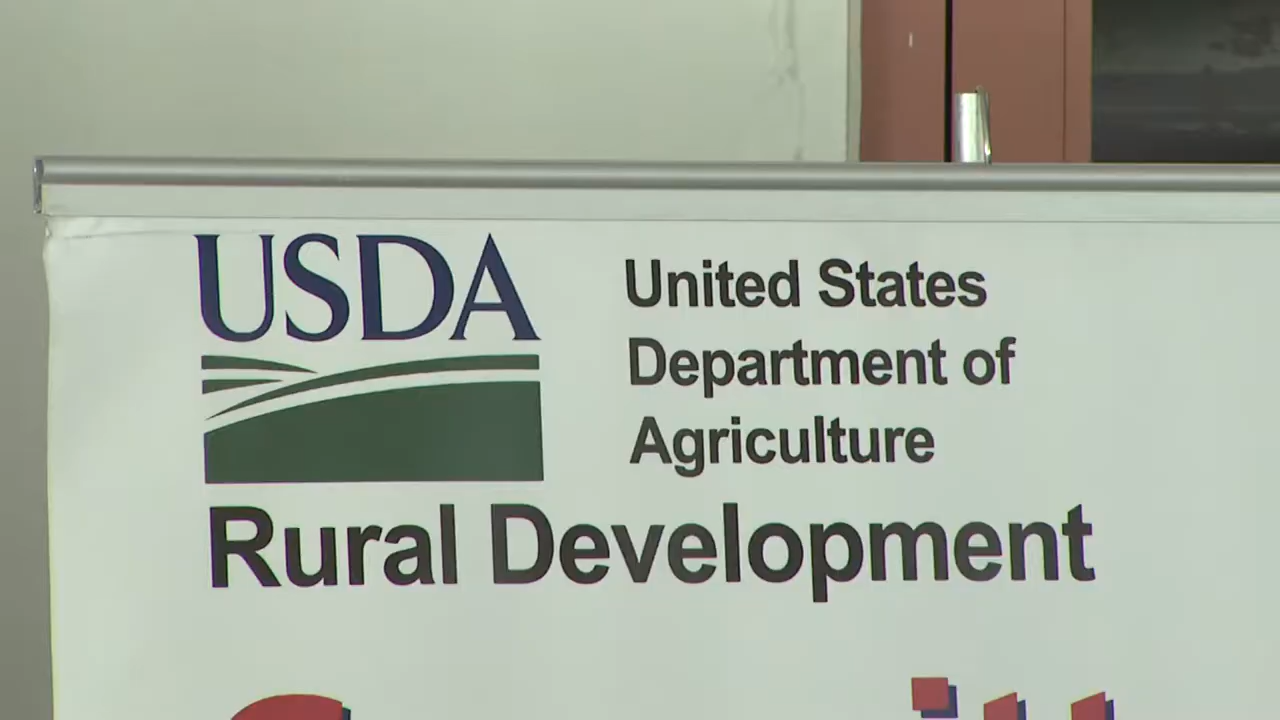 USDA
United States
Department of
Agriculture
Rural Development